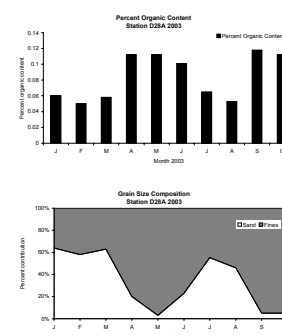 Percent Organic Content
Station D28A 2003
Percent Organic Conten
Percent organic content
0.14
0.12
0.1
0.08
0.06
0.04
0.02
0
J F M A M J J A S
Month 2003
Grain Size Composition
Station D28A 2003
Sand Fines
Percent contribution
100%
80%
60%
40%
20%
0%
J F M A M J J A S